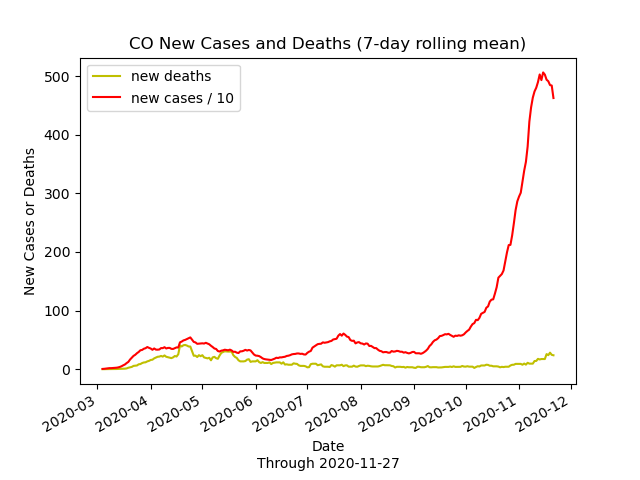 CO New Cases and Deaths (7-day rolling mean)
new deaths
new cases / 10
500
400
300
200
100
0
New Cases or Deaths
2020-03
2020-04
2020-05
2020-06
2020-07
2020-08
2020-09
2020-10
2020-11
2020-12
Date
Through 2020-11-27